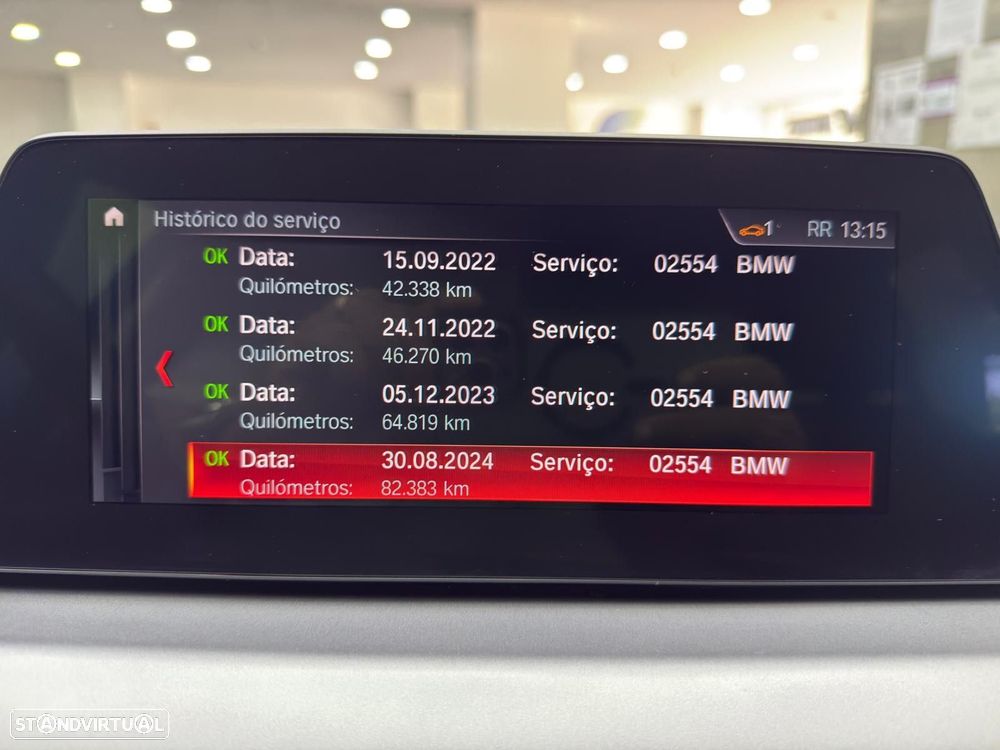 Histórico do serviço
1 RR 13:15
OK Data: 15.09.2022 Serviço: 02554 BMW
Quilómetros: 42.338 km
OK Data: 24.11.2022 Serviço: 02554 BMW
Quilómetros: 46.270 km
OK Data: 05.12.2023 Serviço: 02554 BMW
Quilómetros: 64.819 km
OK Data: 30.08.2024 Serviço: 02554 BMW
Quilómetros: 82.383 km
STANDVIRTUAL